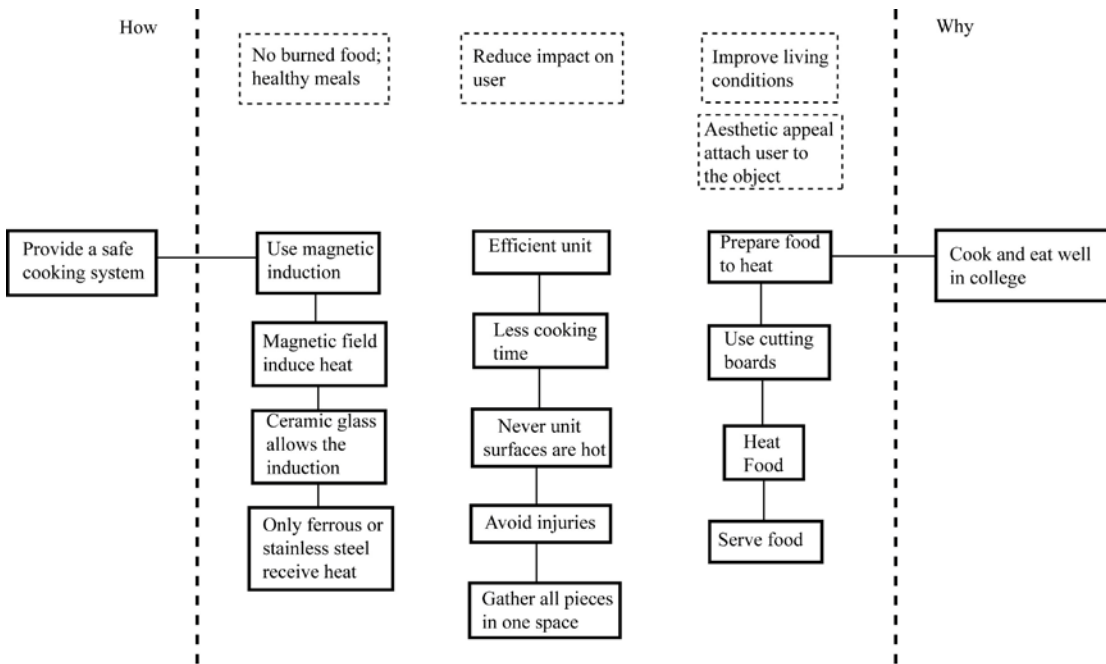 How
Why
No burned food;
healthy meals
Reduce impact on
user
Improve living
conditions
Aesthetic appeal
attach user to
the object
Provide a safe
cooking system
Use magnetic
induction
Efficient unit
Prepare food
to heat
Cook and eat well
in college
Magnetic field
induce heat
Less cooking
time
Use cutting
boards
Ceramic glass
allows the
induction
Never unit
surfaces are hot
Heat
Food
Only ferrous or
stainless steel
receive heat
Avoid injuries
Serve food
Gather all pieces
in one space